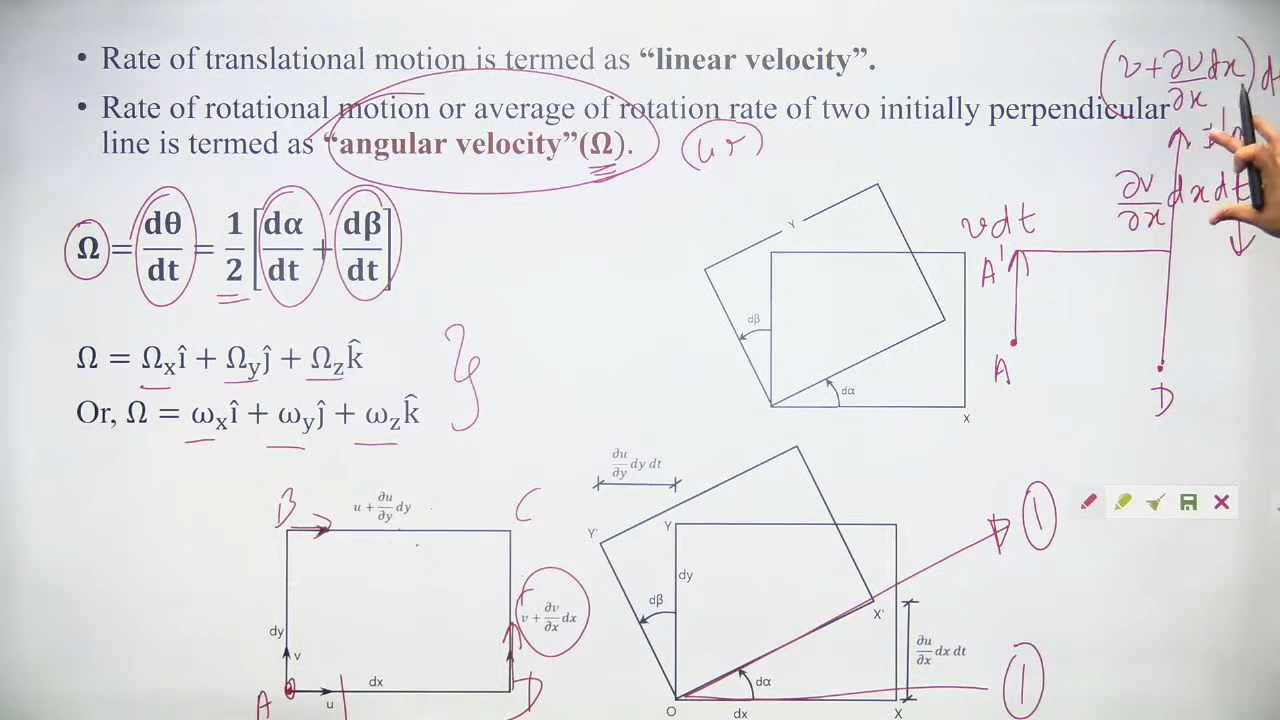 • Rate of translational motion is termed as “linear velocity”.
• Rate of rotational motion or average of rotation rate of two initially perpendicular
line is termed as “angular velocity”(Ω).
Ω = dθ/dt = 1/2 [dα/dt + dβ/dt]
Ω = Ωxî + Ωyĵ + Ωzk̂
Or, Ω = ωxî + ωyĵ + ωzk̂
(v + ∂v/∂x dx) d
∂v/∂x dx dt
vdt
A'
A
D
Y
dβ
dα
X
B
u + ∂u/∂y dy
C
dy
v
v + ∂v/∂x dx
dx
A
u
D
∂u/∂y dy dt
Y'
Y
dy
dβ
X'
∂u/∂x dx dt
dα
O
dx
X
1
1